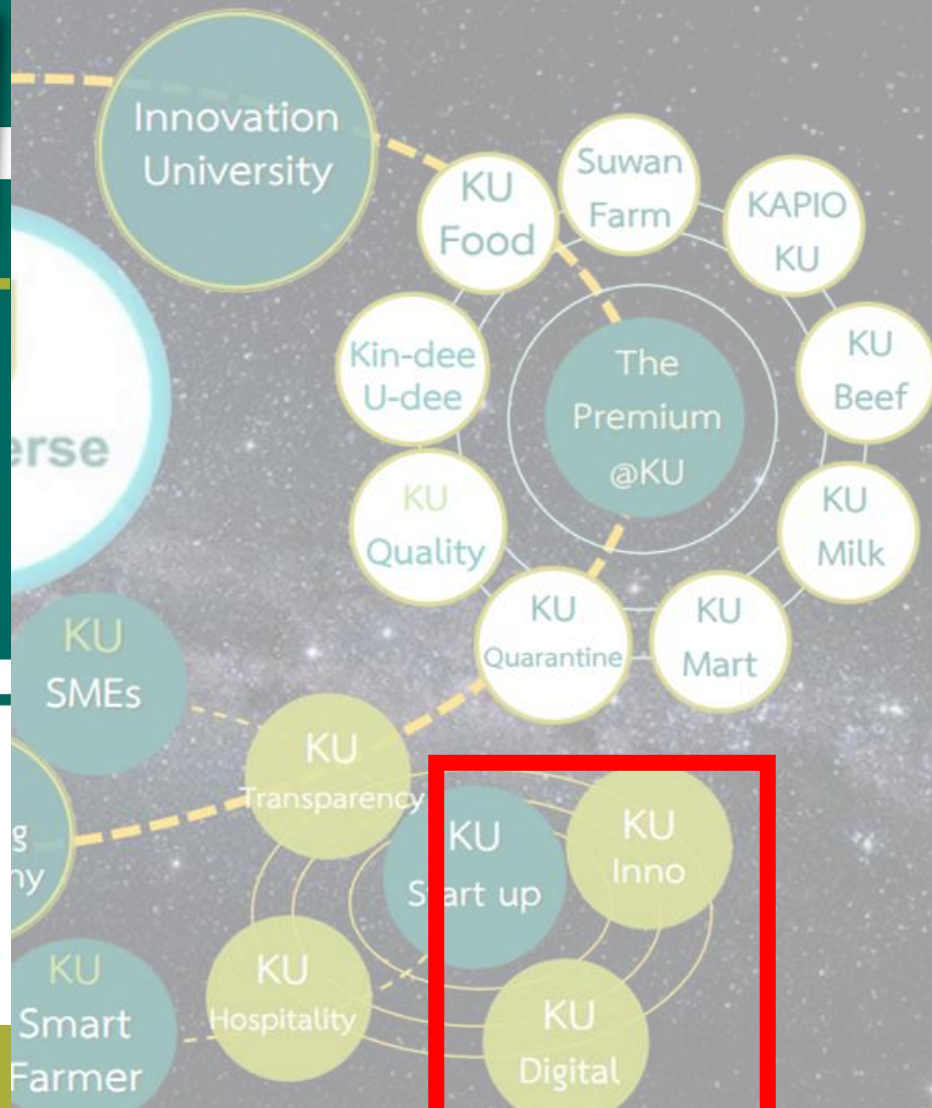 Innovation
University
KU
Food
Suwan
Farm
KAPIO
KU
Kin-dee
U-dee
The
Premium
@KU
KU
Beef
erse
KU
Quality
KU
Milk
KU
Quarantine
KU
Mart
KU
SMEs
KU
Transparency
KU
Start up
KU
Inno
g
ny
KU
Hospitality
KU
Digital
KU
Smart
Farmer